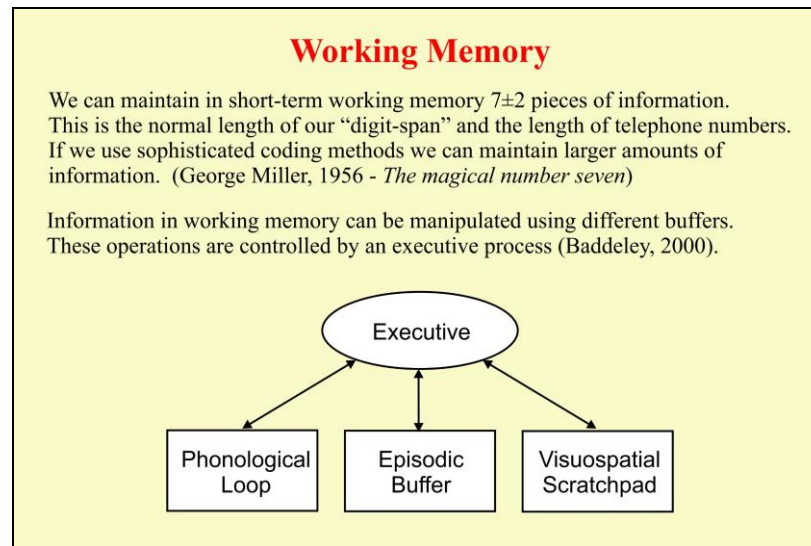 Working Memory
We can maintain in short-term working memory 7±2 pieces of information.
This is the normal length of our “digit-span” and the length of telephone numbers.
If we use sophisticated coding methods we can maintain larger amounts of
information.  (George Miller, 1956 - The magical number seven)
Information in working memory can be manipulated using different buffers.
These operations are controlled by an executive process (Baddeley, 2000).
Executive
Phonological
Loop
Episodic
Buffer
Visuospatial
Scratchpad